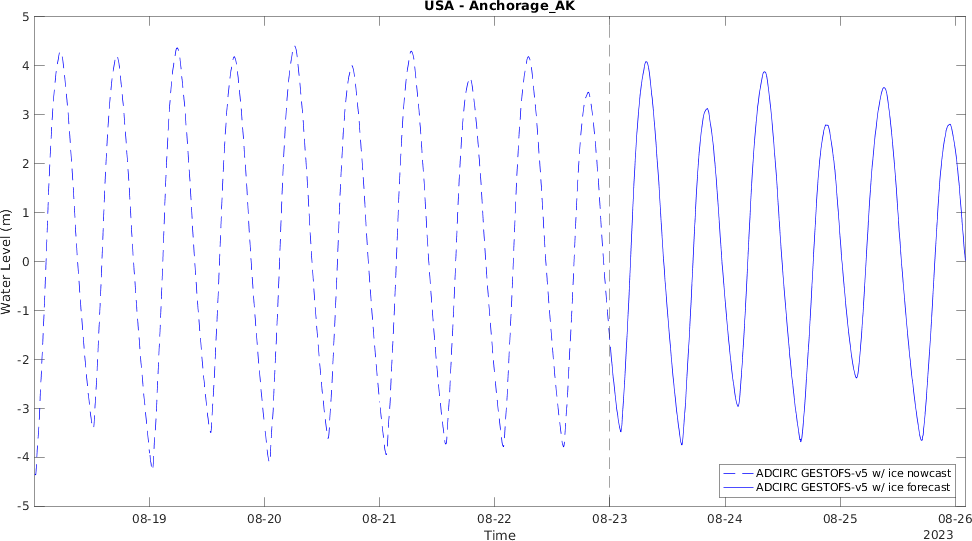 USA - Anchorage_AK
5
4
3
2
1
0
-1
-2
-3
-4
-5
Water Level (m)
ADCIRC GESTOFS-v5 w/ ice nowcast
ADCIRC GESTOFS-v5 w/ ice forecast
08-19 08-20 08-21 08-22 08-23 08-24 08-25 08-26
Time
2023